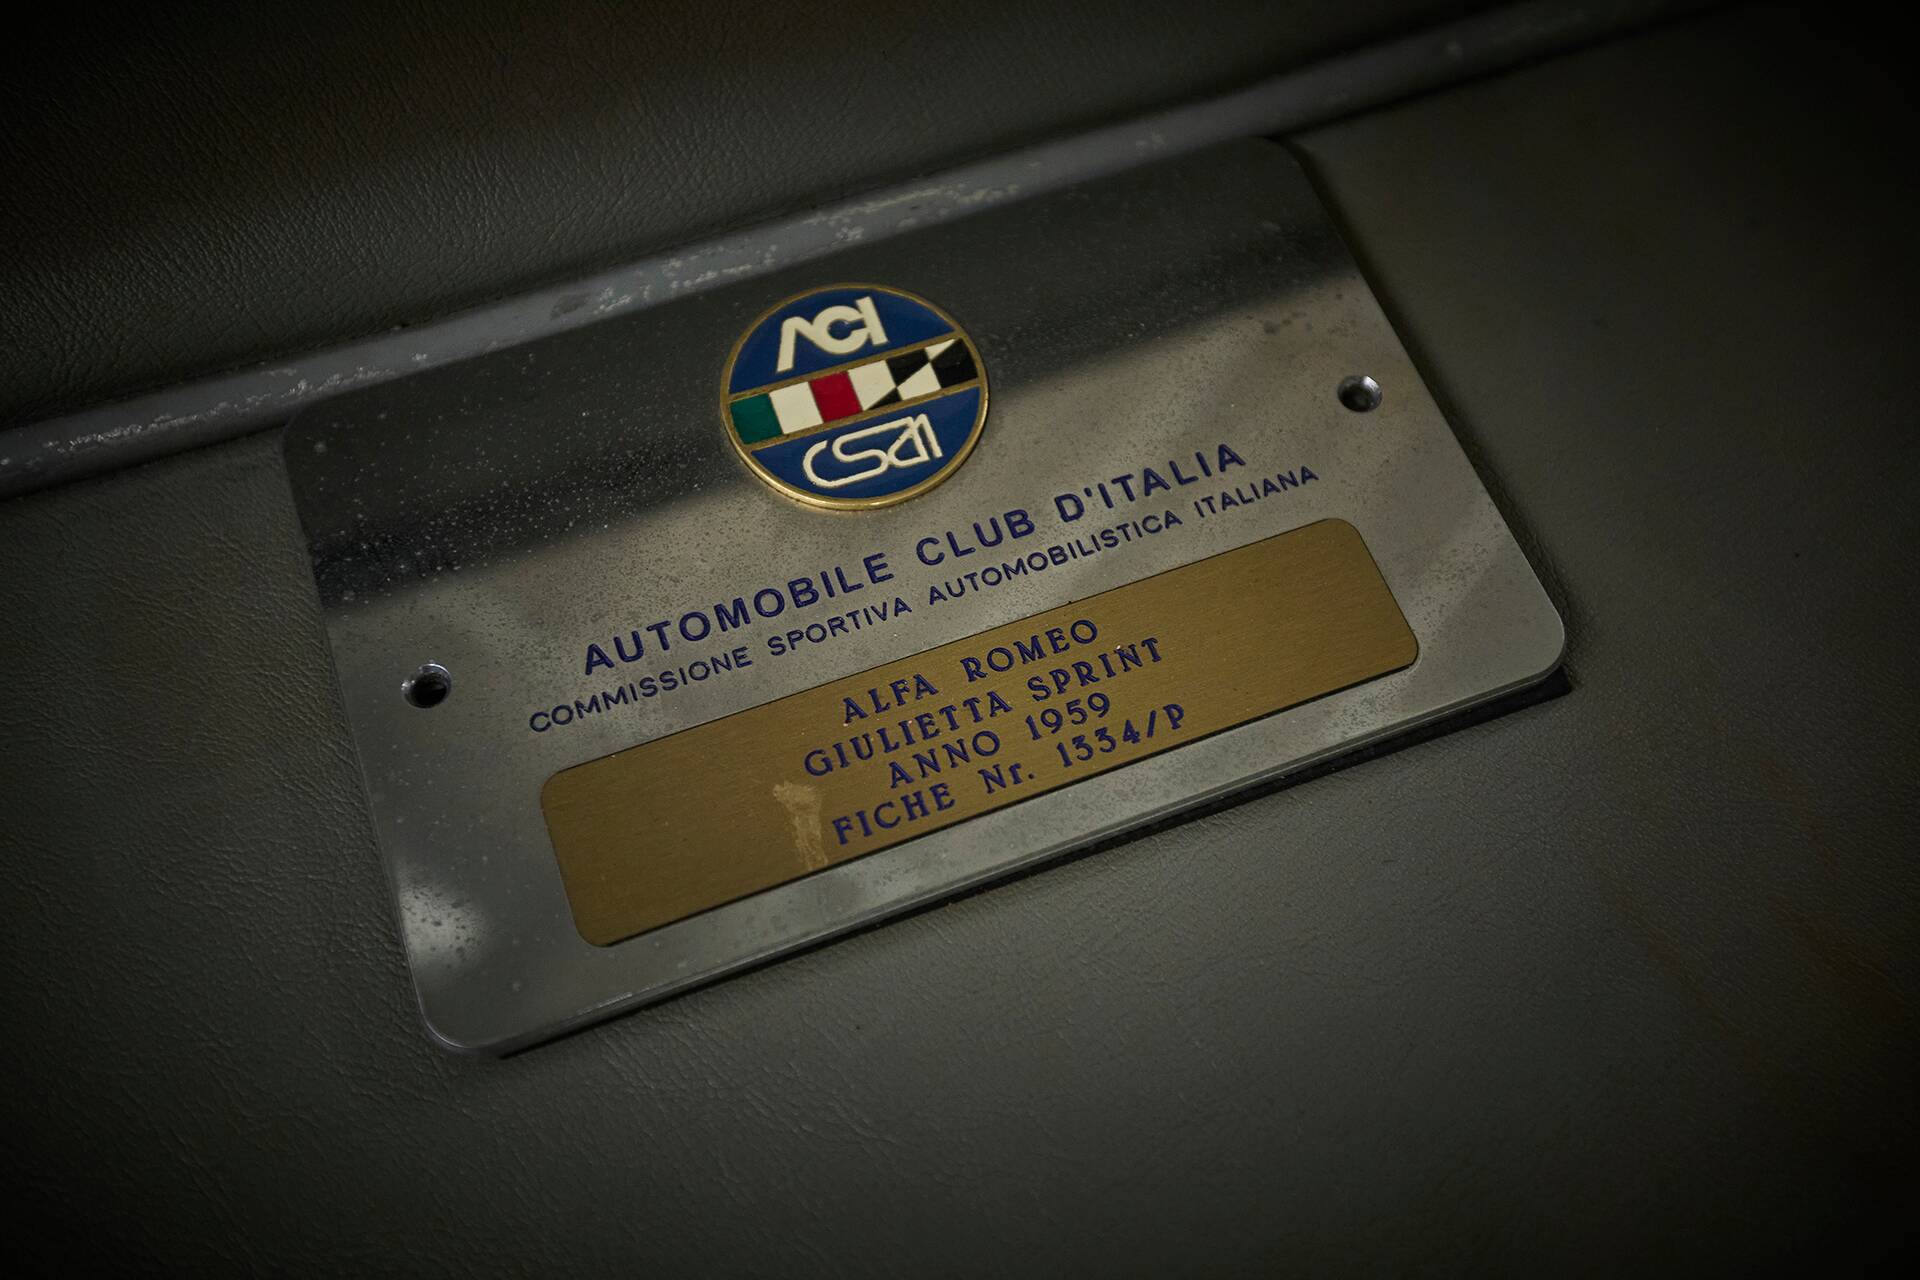 ACI
CSAI
AUTOMOBILE CLUB D'ITALIA
COMMISSIONE SPORTIVA AUTOMOBILISTICA ITALIANA
ALFA ROMEO
GIULIETTA SPRINT
ANNO 1959
FICHE Nr. 1334/P